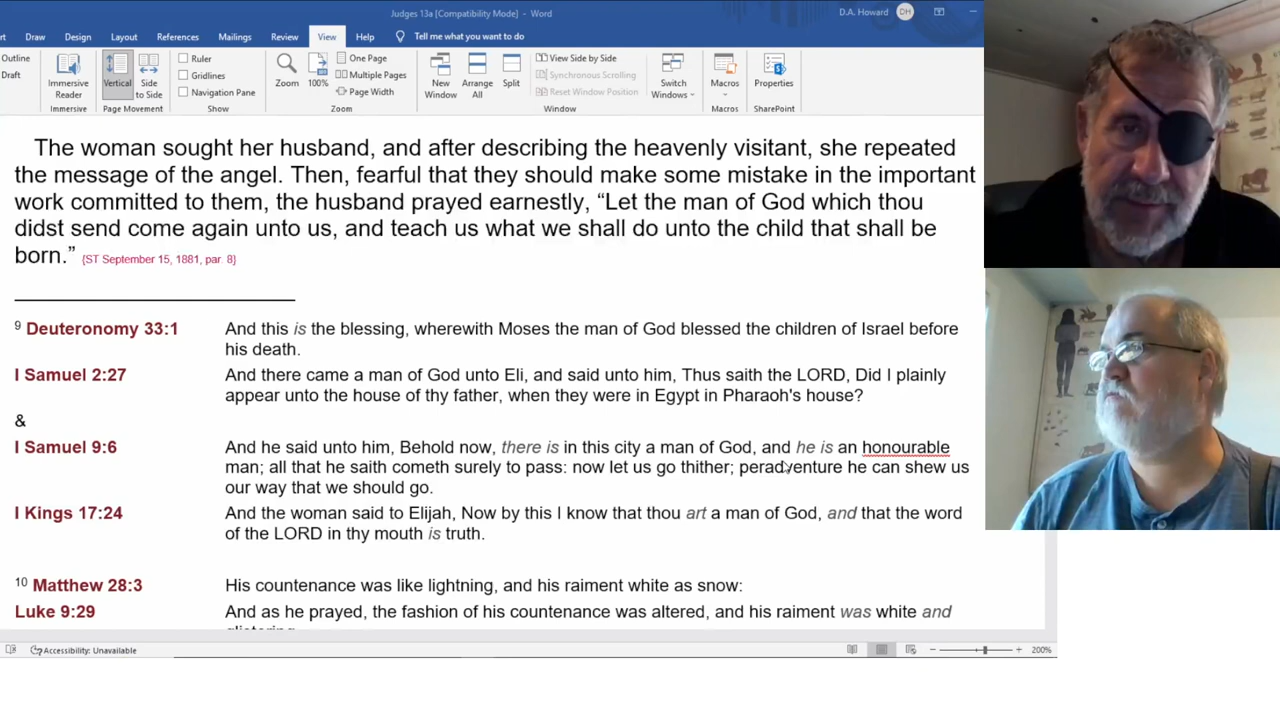 Judges 13a [Compatibility Mode] - Word
D.A. Howard DH
Draw Design Layout References Mailings Review View Help Tell me what you want to do
Outline
Draft
Immersive
Reader
Immersive
Vertical
Side
to Side
Page Movement
Ruler
Gridlines
Navigation Pane
Show
Zoom
100%
One Page
Multiple Pages
Page Width
Zoom
New
Window
Arrange
All
Split
View Side by Side
Synchronous Scrolling
Reset Window Position
Switch
Windows
Window
Macros
Macros
Properties
SharePoint
The woman sought her husband, and after describing the heavenly visitant, she repeated
the message of the angel. Then, fearful that they should make some mistake in the important
work committed to them, the husband prayed earnestly, “Let the man of God which thou
didst send come again unto us, and teach us what we shall do unto the child that shall be
born.” {ST September 15, 1881, par. 8}
9 Deuteronomy 33:1 And this is the blessing, wherewith Moses the man of God blessed the children of Israel before
his death.
I Samuel 2:27 And there came a man of God unto Eli, and said unto him, Thus saith the LORD, Did I plainly
appear unto the house of thy father, when they were in Egypt in Pharaoh's house?
&
I Samuel 9:6 And he said unto him, Behold now, there is in this city a man of God, and he is an honourable
man; all that he saith cometh surely to pass: now let us go thither; peradventure he can shew us
our way that we should go.
I Kings 17:24 And the woman said to Elijah, Now by this I know that thou art a man of God, and that the word
of the LORD in thy mouth is truth.
10 Matthew 28:3 His countenance was like lightning, and his raiment white as snow:
Luke 9:29 And as he prayed, the fashion of his countenance was altered, and his raiment was white and
Accessibility: Unavailable
200%